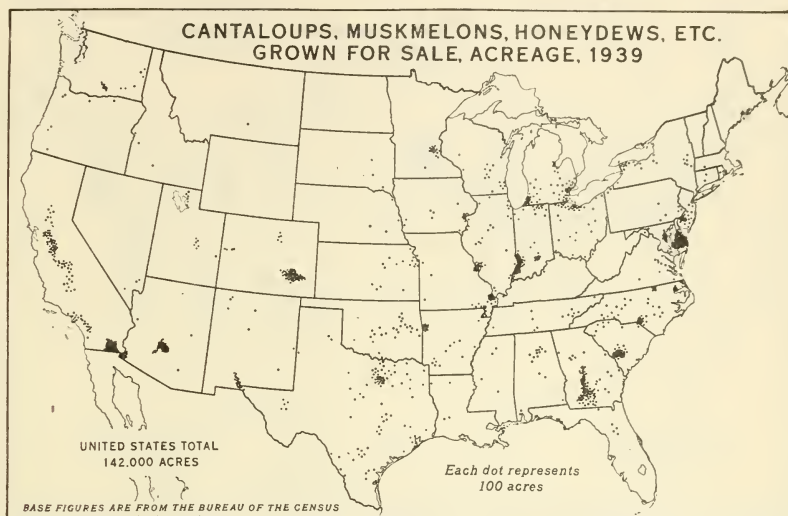 CANTALOUPS, MUSKMELONS, HONEYDEWS, ETC.
GROWN FOR SALE, ACREAGE, 1939
UNITED STATES TOTAL
142,000 ACRES
Each dot represents
100 acres
BASE FIGURES ARE FROM THE BUREAU OF THE CENSUS